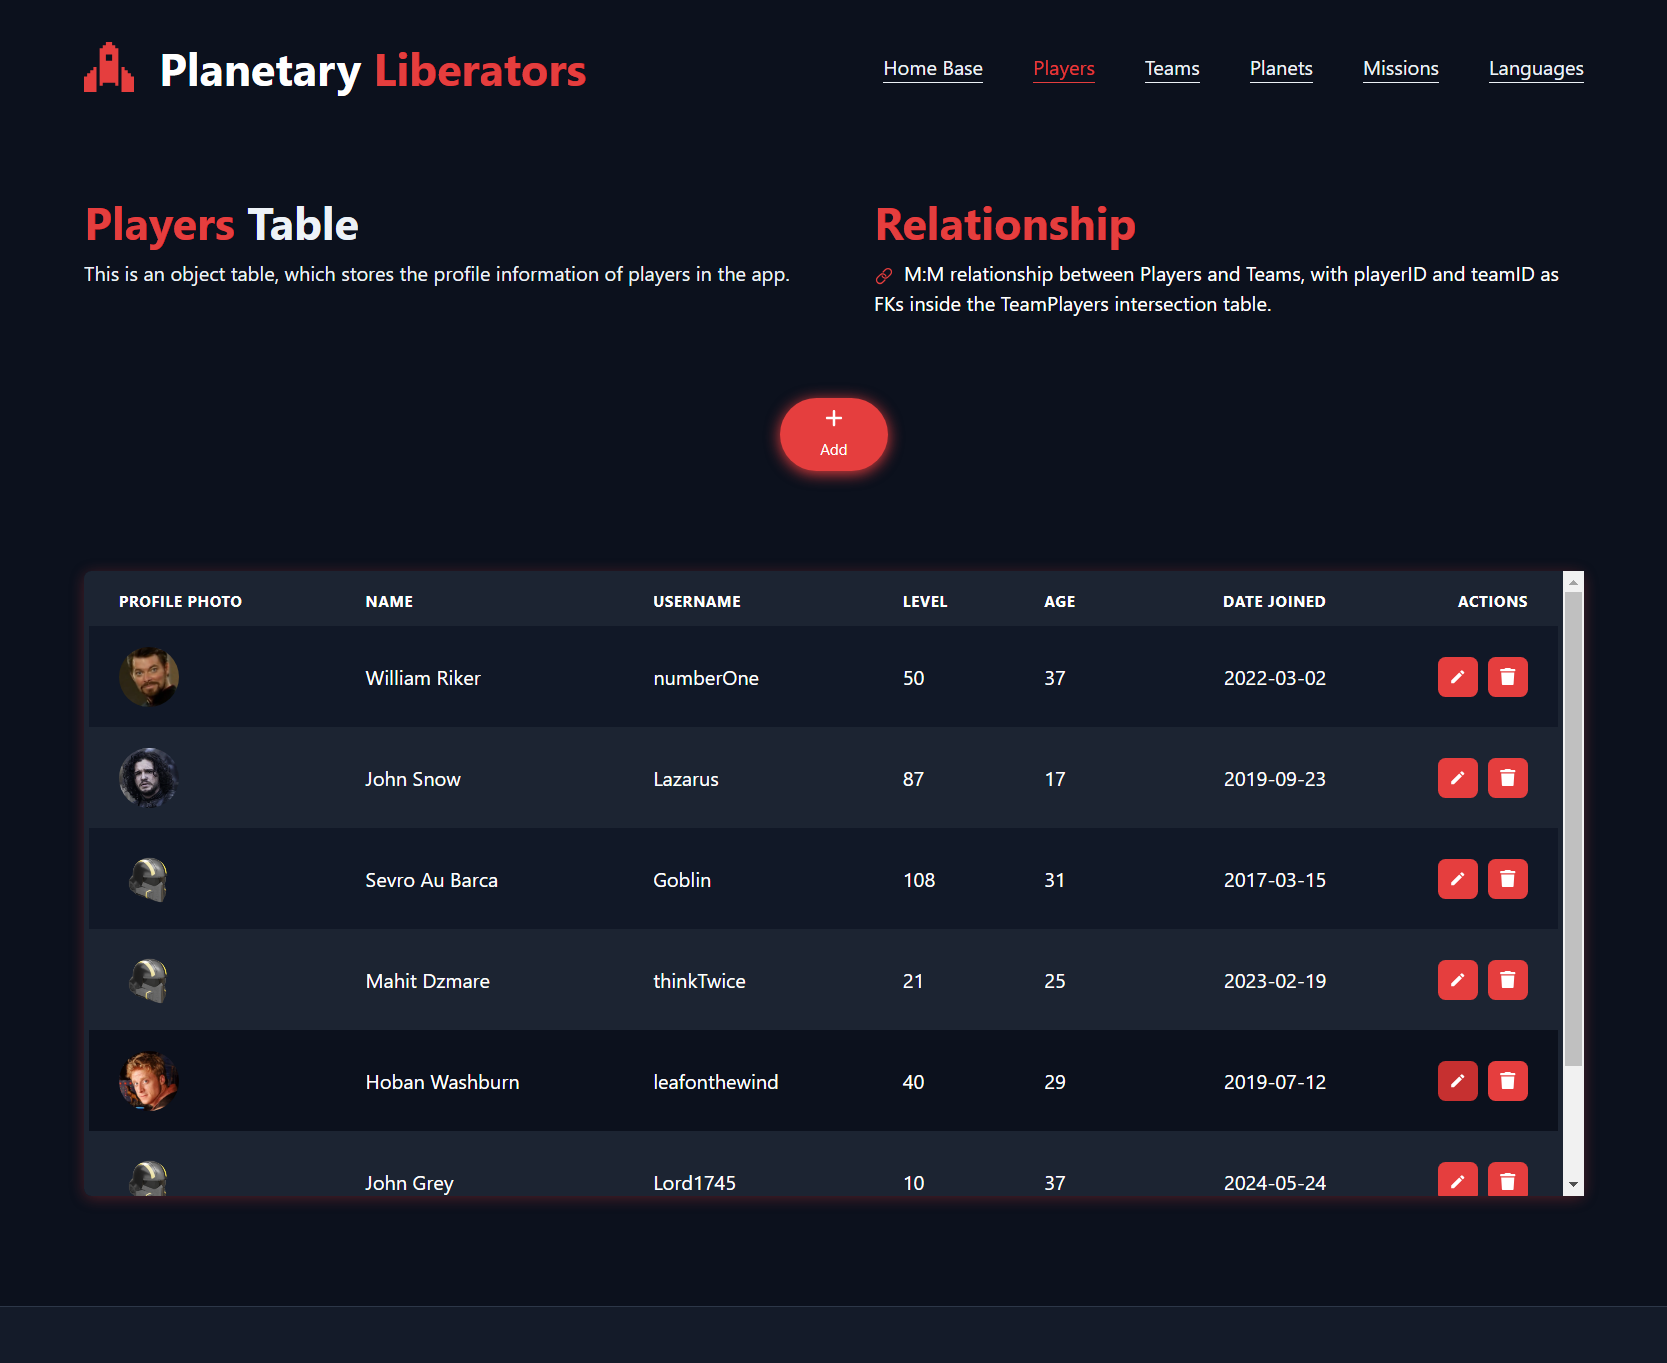 Planetary Liberators
Home Base Players Teams Planets Missions Languages
Players Table
This is an object table, which stores the profile information of players in the app.
Relationship
M:M relationship between Players and Teams, with playerID and teamID as
FKs inside the TeamPlayers intersection table.
Add
PROFILE PHOTO NAME USERNAME LEVEL AGE DATE JOINED ACTIONS
William Riker numberOne 50 37 2022-03-02
John Snow Lazarus 87 17 2019-09-23
Sevro Au Barca Goblin 108 31 2017-03-15
Mahit Dzmare thinkTwice 21 25 2023-02-19
Hoban Washburn leafonthewind 40 29 2019-07-12
John Grey Lord1745 10 37 2024-05-24